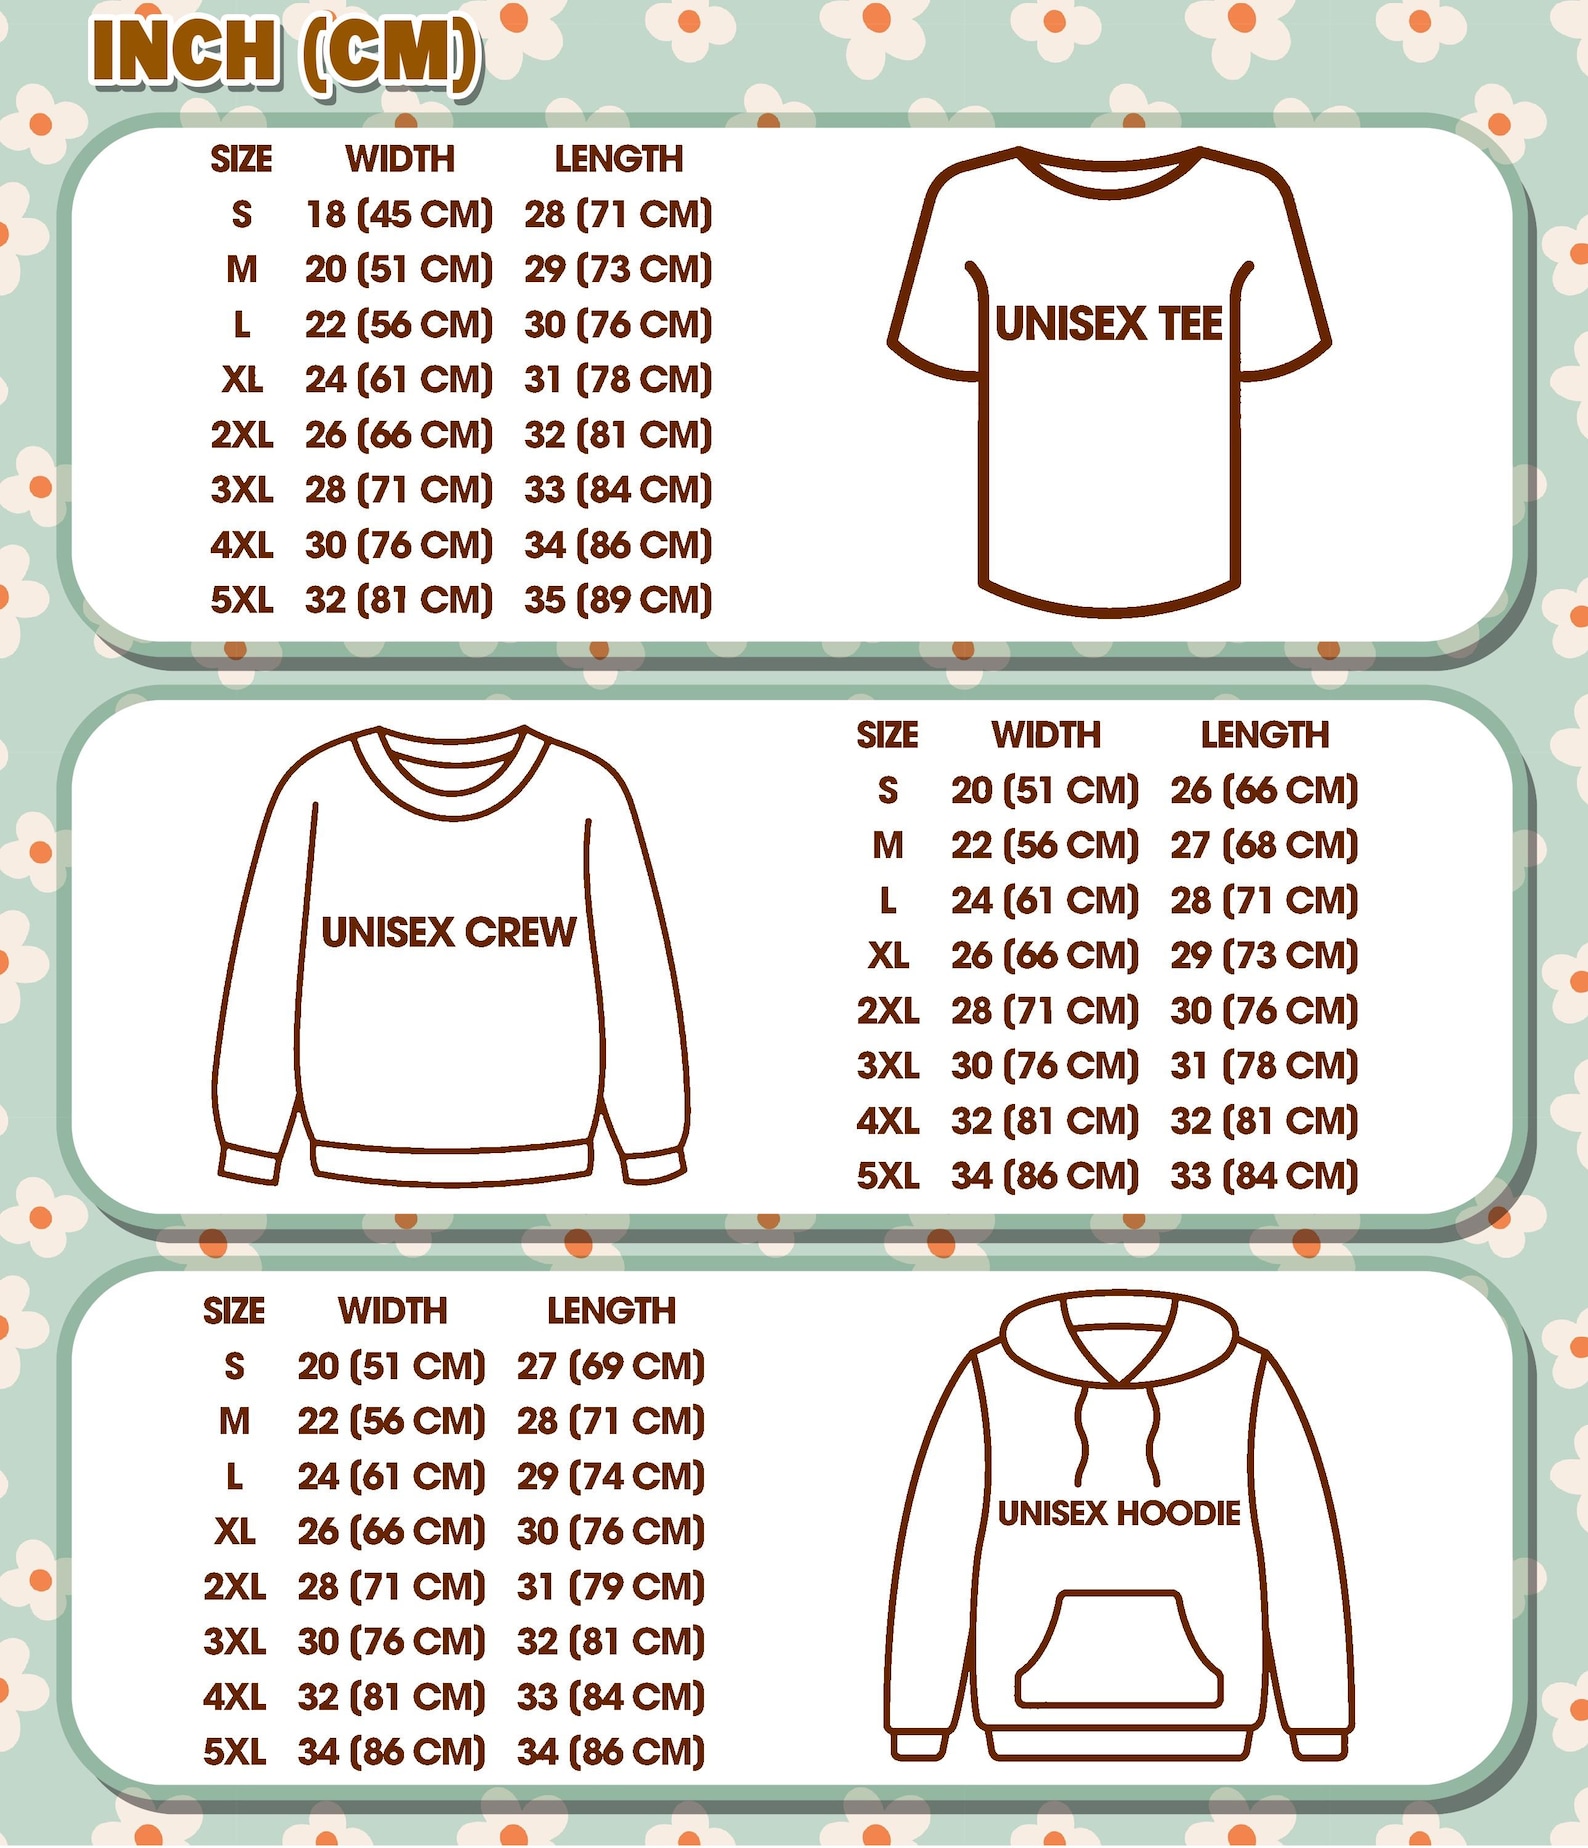 INCH (CM)
SIZE WIDTH LENGTH
S 18 (45 CM) 28 (71 CM)
M 20 (51 CM) 29 (73 CM)
L 22 (56 CM) 30 (76 CM)
XL 24 (61 CM) 31 (78 CM)
2XL 26 (66 CM) 32 (81 CM)
3XL 28 (71 CM) 33 (84 CM)
4XL 30 (76 CM) 34 (86 CM)
5XL 32 (81 CM) 35 (89 CM)
UNISEX TEE
UNISEX CREW
SIZE WIDTH LENGTH
S 20 (51 CM) 26 (66 CM)
M 22 (56 CM) 27 (68 CM)
L 24 (61 CM) 28 (71 CM)
XL 26 (66 CM) 29 (73 CM)
2XL 28 (71 CM) 30 (76 CM)
3XL 30 (76 CM) 31 (78 CM)
4XL 32 (81 CM) 32 (81 CM)
5XL 34 (86 CM) 33 (84 CM)
SIZE WIDTH LENGTH
S 20 (51 CM) 27 (69 CM)
M 22 (56 CM) 28 (71 CM)
L 24 (61 CM) 29 (74 CM)
XL 26 (66 CM) 30 (76 CM)
2XL 28 (71 CM) 31 (79 CM)
3XL 30 (76 CM) 32 (81 CM)
4XL 32 (81 CM) 33 (84 CM)
5XL 34 (86 CM) 34 (86 CM)
UNISEX HOODIE